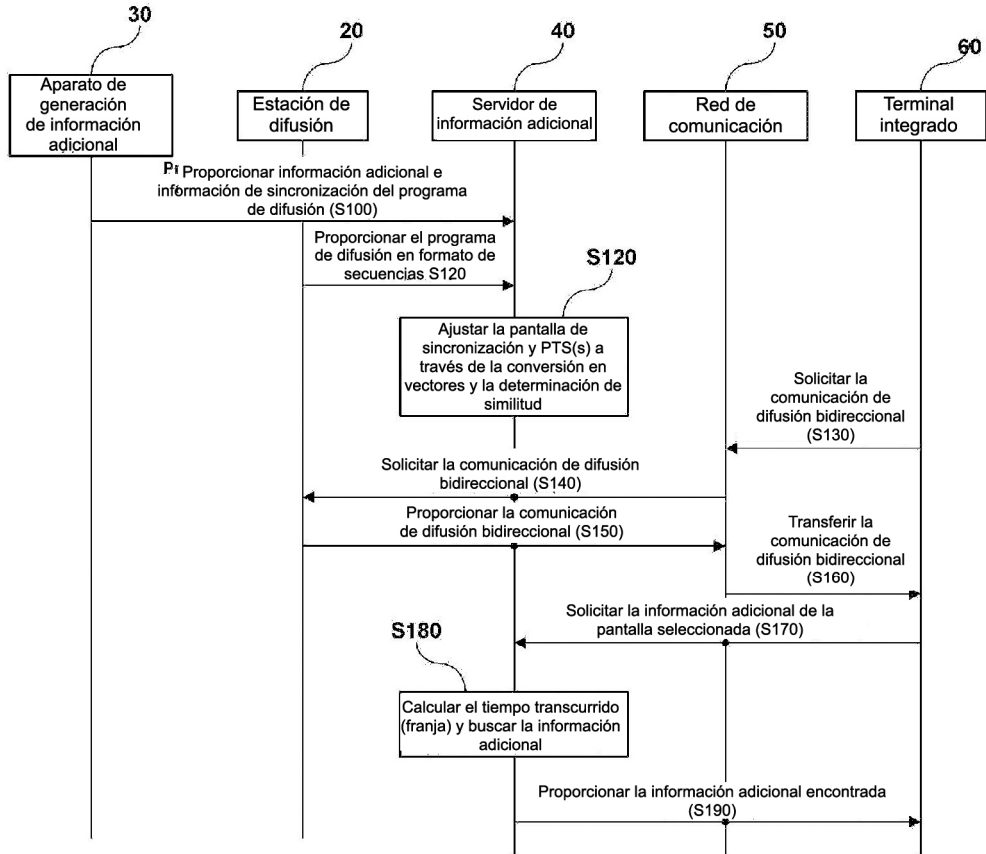 30
20
40
50
60
Aparato de
generación
de información
adicional
Estación de
difusión
Servidor de
información adicional
Red de
comunicación
Terminal
integrado
Proporcionar información adicional e
información de sincronización del programa
de difusión (S100)
Proporcionar el programa
de difusión en formato de
secuencias S120
S120
Ajustar la pantalla de
sincronización y PTS(s) a
través de la conversión en
vectores y la determinación de
similitud
Solicitar la
comunicación de
difusión bidireccional
(S130)
Solicitar la comunicación de difusión
bidireccional (S140)
Proporcionar la comunicación
de difusión bidireccional (S150)
Transferir la
comunicación de
difusión bidireccional
(S160)
Solicitar la información adicional de la
pantalla seleccionada (S170)
S180
Calcular el tiempo transcurrido
(franja) y buscar la información
adicional
Proporcionar la información adicional encontrada
(S190)